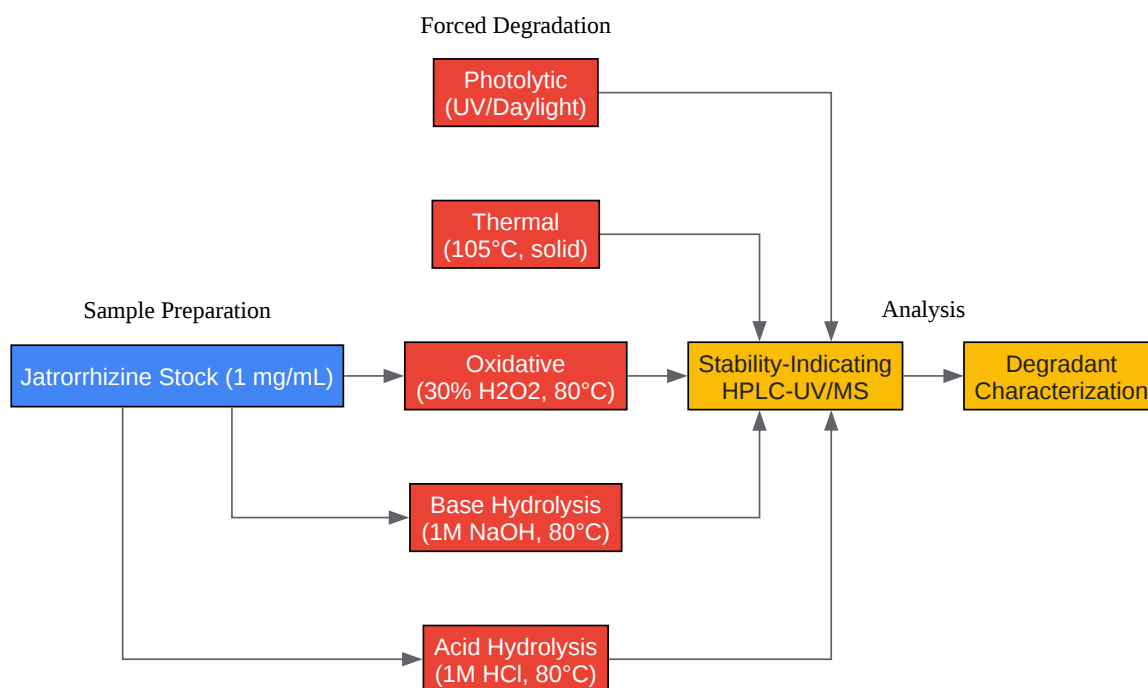 Forced Degradation
Photolytic
(UV/Daylight)
Thermal
(105°C, solid)
Sample Preparation
Analysis
Jatrorrhizine Stock (1 mg/mL)
Oxidative
(30% H2O2, 80°C)
Stability-Indicating
HPLC-UV/MS
Degradant
Characterization
Base Hydrolysis
(1M NaOH, 80°C)
Acid Hydrolysis
(1M HCl, 80°C)